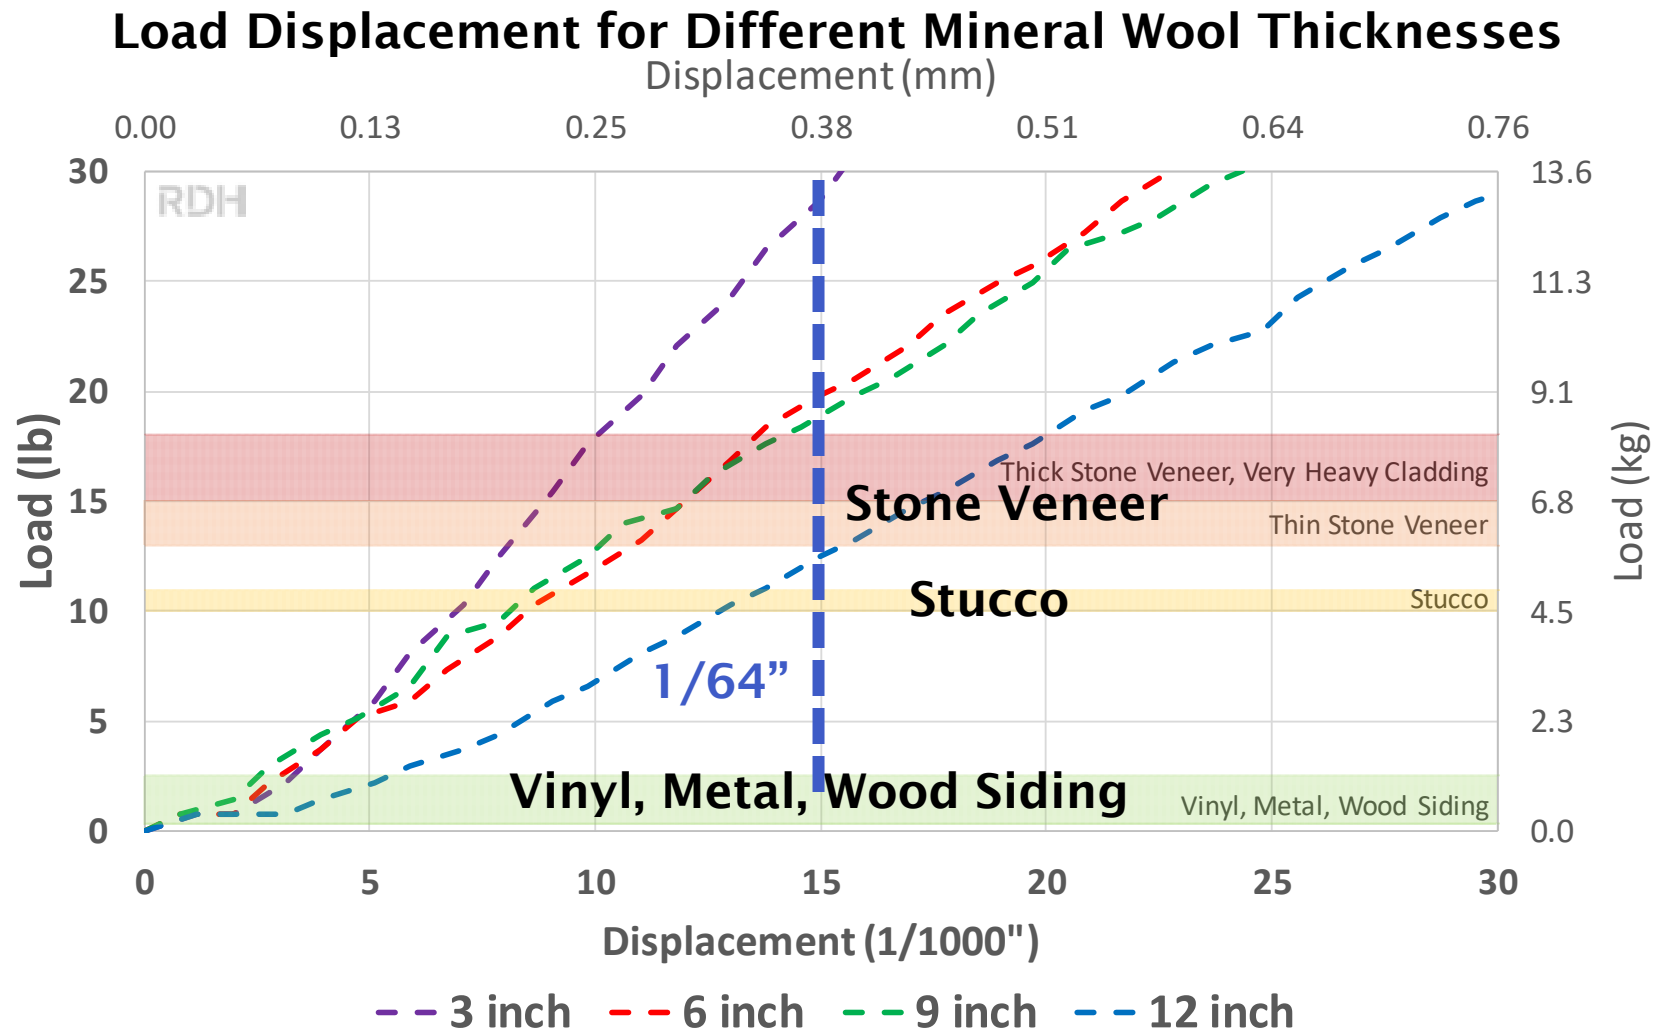 Load Displacement for Different Mineral Wool Thicknesses
Displacement (mm)
0.00 0.13 0.25 0.38 0.51 0.64 0.76
30 13.6
RDH
25 11.3
20 9.1
Load (lb)
Load (kg)
Thick Stone Veneer, Very Heavy Cladding
15 Stone Veneer 6.8
Thin Stone Veneer
10 Stucco Stucco 4.5
1/64”
5 2.3
Vinyl, Metal, Wood Siding Vinyl, Metal, Wood Siding
0 0.0
0 5 10 15 20 25 30
Displacement (1/1000")
3 inch 6 inch 9 inch 12 inch